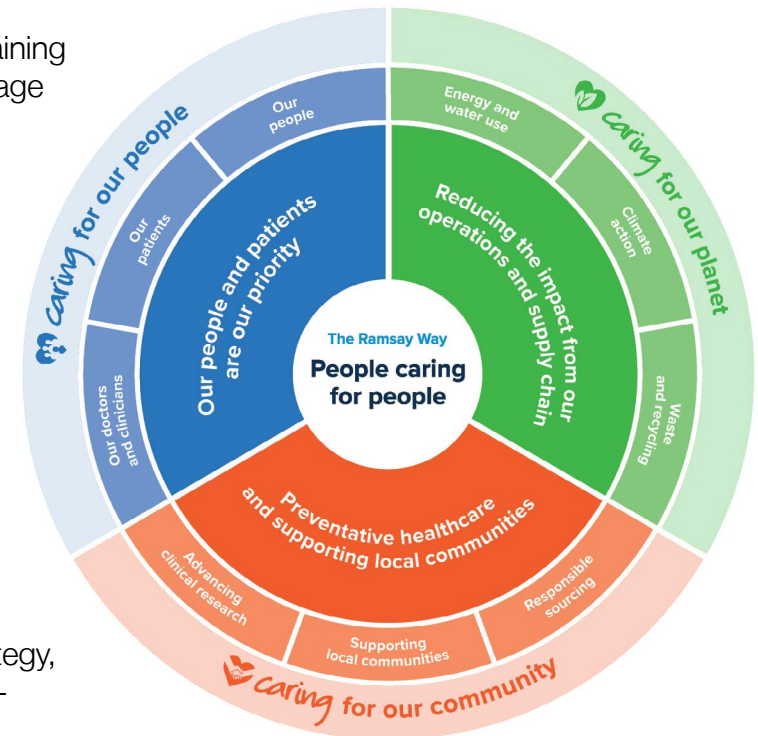 aining
age
tegy,
–
caring for our people
Our
people
Our
patients
Our doctors
and clinicians
Our people and patients
are our priority
caring for our planet
Energy and
water use
Climate
action
Waste
and recycling
Reducing the impact from our
operations and supply chain
The Ramsay Way
People caring
for people
Preventative healthcare
and supporting local communities
Advancing
clinical research
Supporting
local communities
Responsible
sourcing
caring for our community